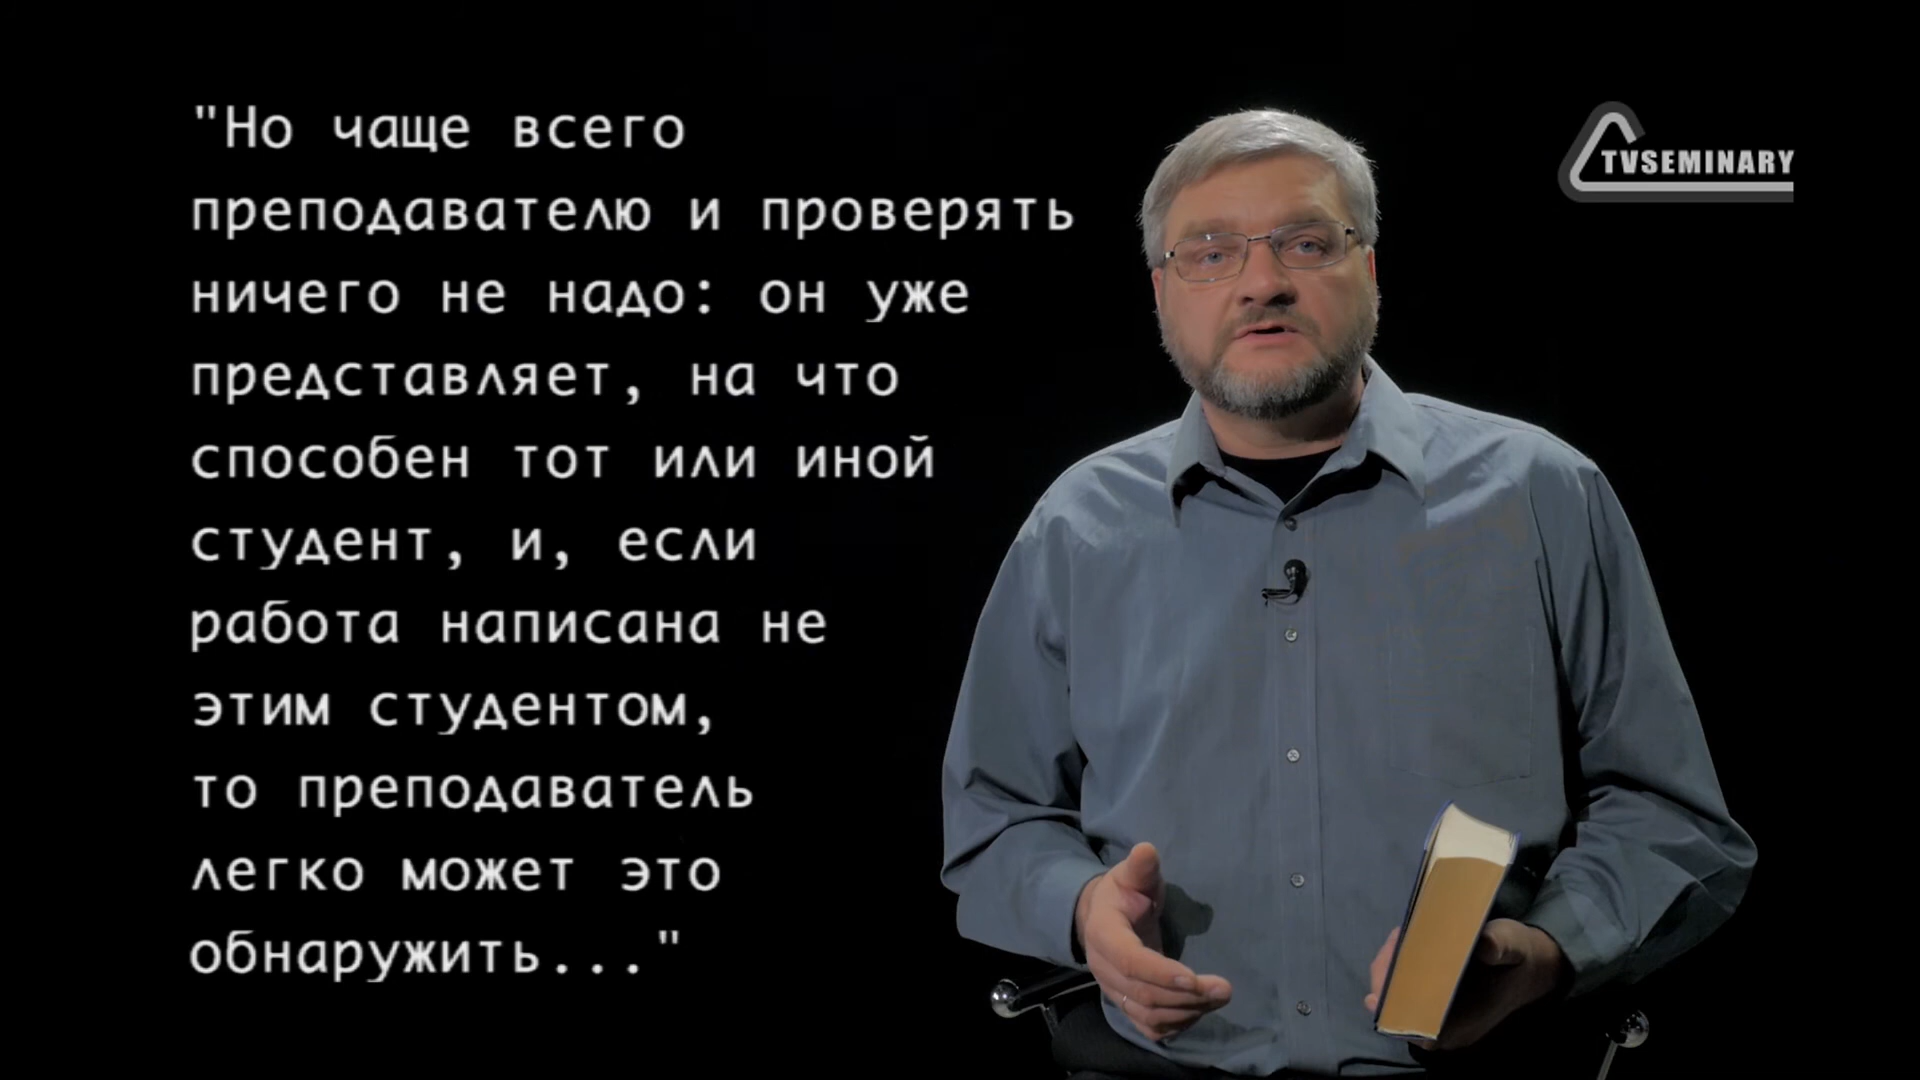 "Но чаще всего
преподавателю и проверять
ничего не надо: он уже
представляет, на что
способен тот или иной
студент, и, если
работа написана не
этим студентом,
то преподаватель
легко может это
обнаружить..."
TVSEMINARY